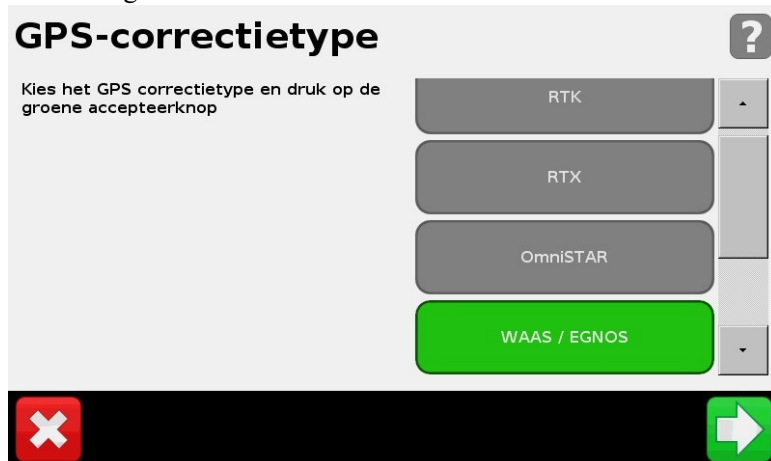 GPS-correctietype
?
Kies het GPS correctietype en druk op de
groene accepteerknop
RTK
RTX
OmniSTAR
WAAS / EGNOS